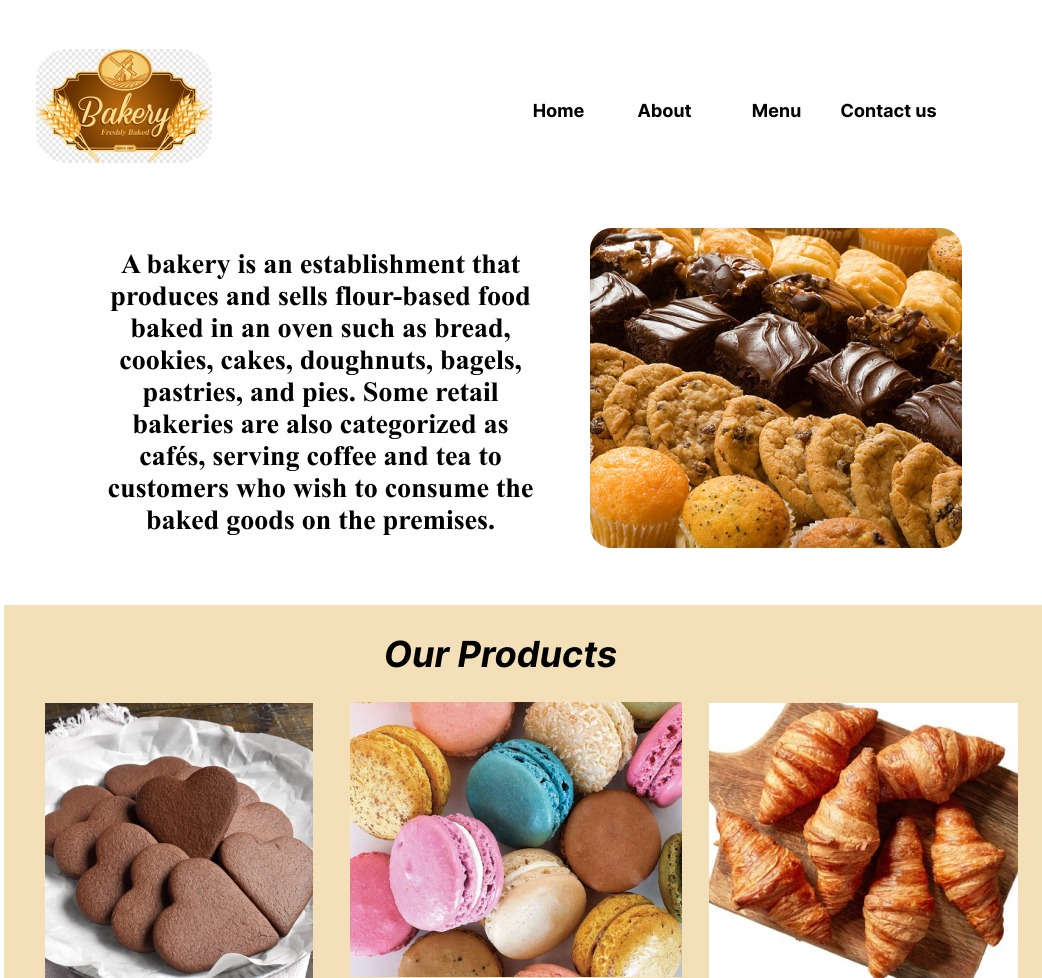 Bakery
Freshly Baked
Home About Menu Contact us
A bakery is an establishment that
produces and sells flour-based food
baked in an oven such as bread,
cookies, cakes, doughnuts, bagels,
pastries, and pies. Some retail
bakeries are also categorized as
cafés, serving coffee and tea to
customers who wish to consume the
baked goods on the premises.
Our Products